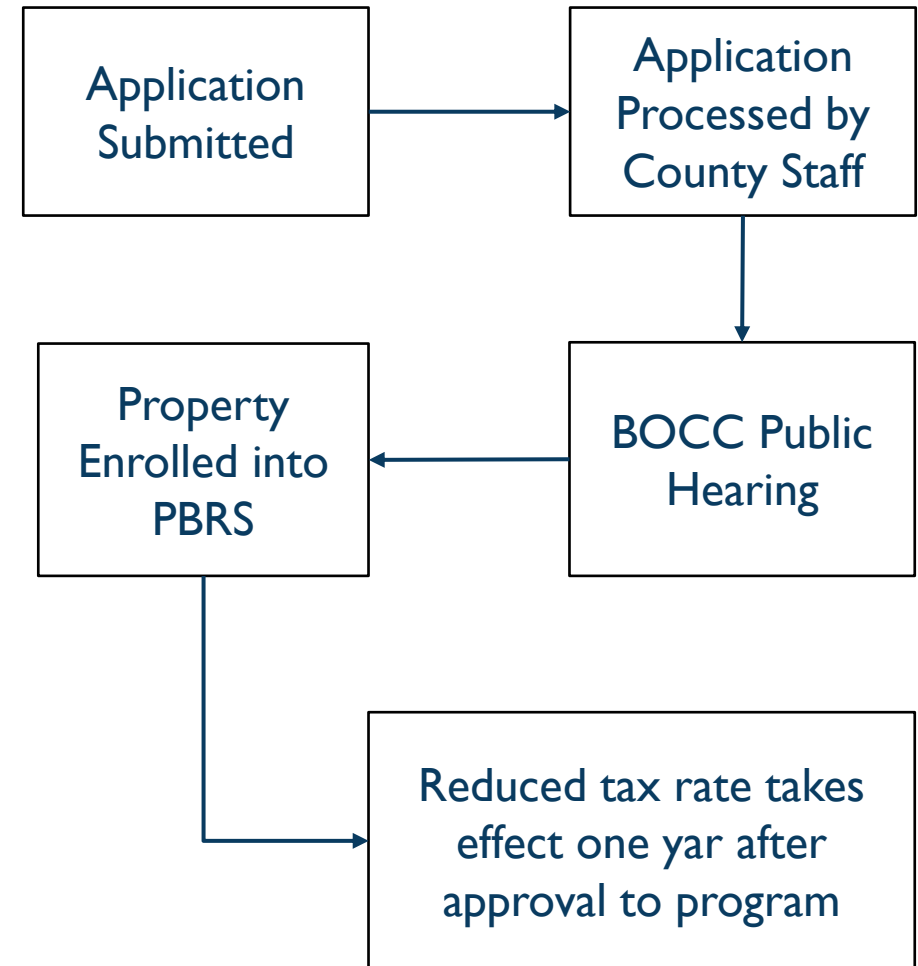 Application
Submitted
Application
Processed by
County Staff
BOCC Public
Hearing
Property
Enrolled into
PBRS
Reduced tax rate takes
effect one yar after
approval to program